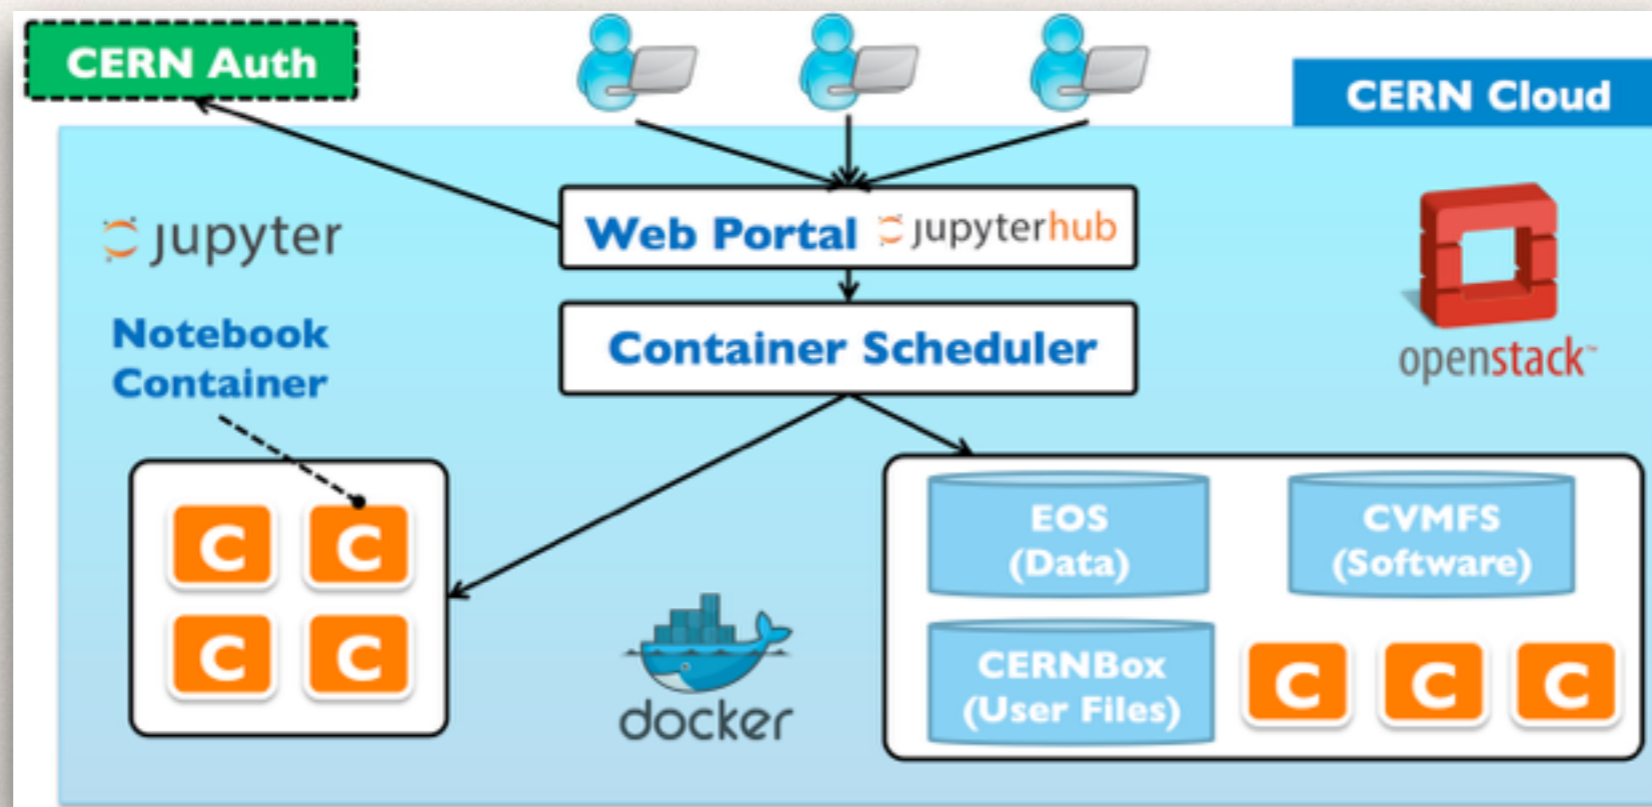 CERN Auth
CERN Cloud
Web Portal jupyterhub
jupyter
Container Scheduler
Notebook
Container
openstack™
EOS
(Data)
CVMFS
(Software)
C C
C C
CERNBox
(User Files)
C C C
docker